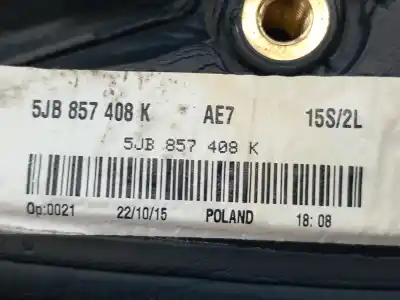 5JB 857 408 K AE7 15S/2L
5JB 857 408 K
Op:0021 22/10/15 POLAND 18:08